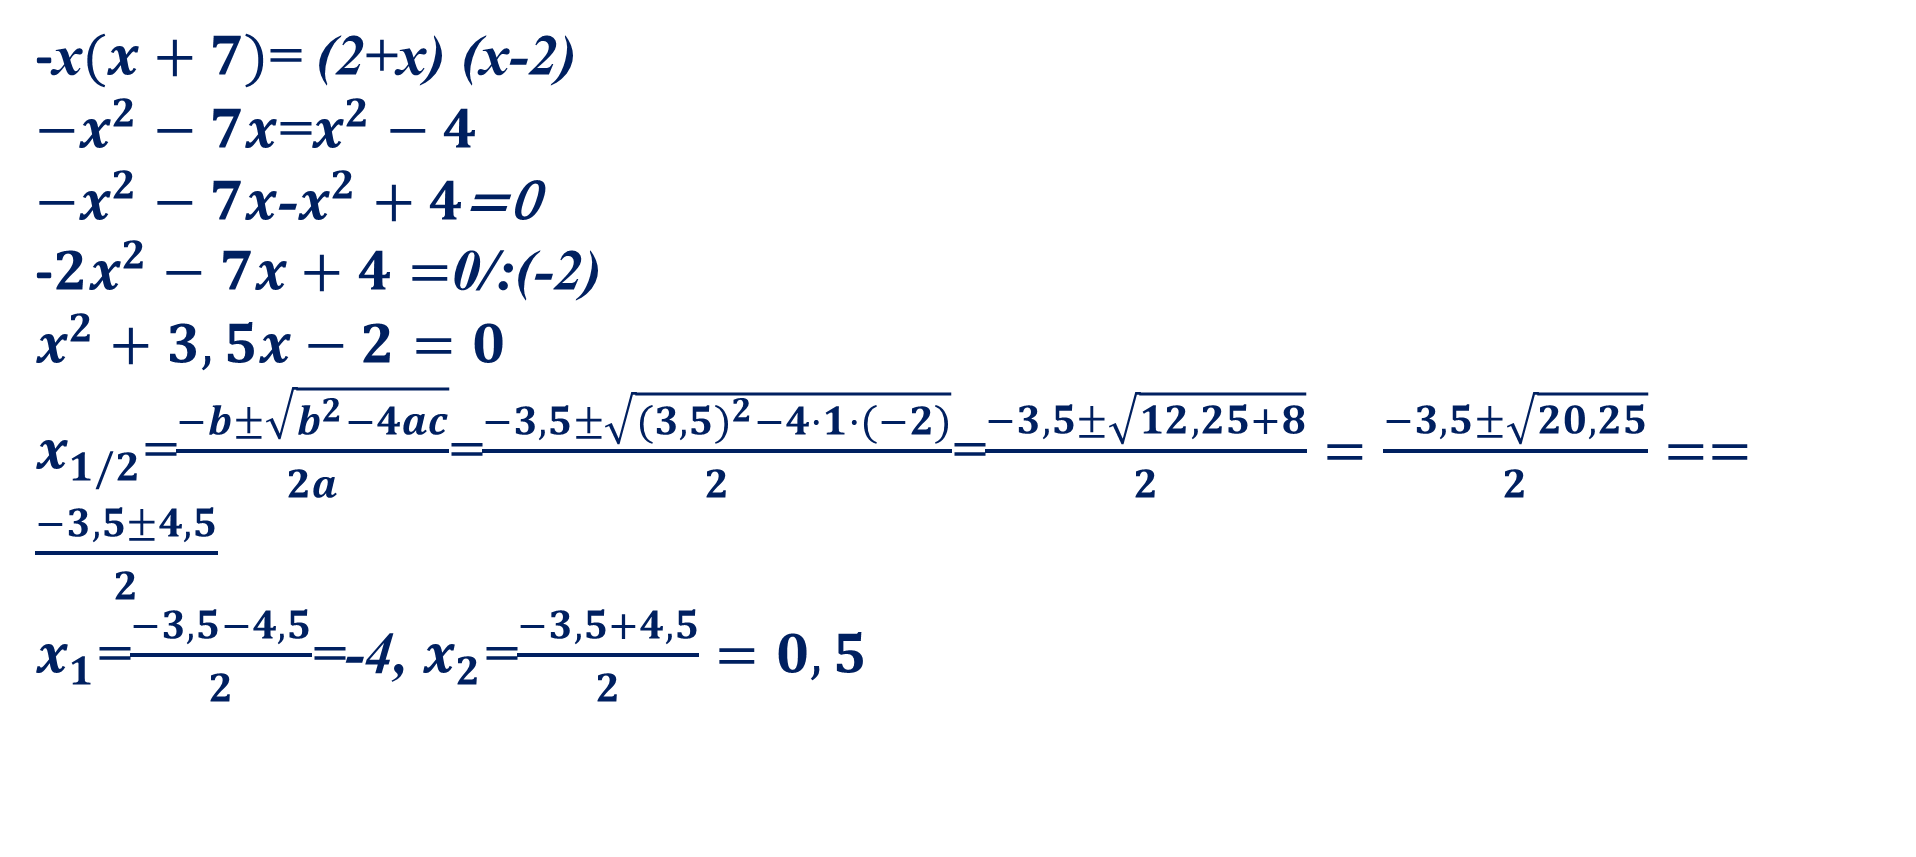 -x(x + 7)= (2+x) (x-2)
−x² − 7x=x² − 4
−x² − 7x-x² + 4=0
-2x² − 7x + 4 =0/:(-2)
x² + 3,5x − 2 = 0
x₁/₂=(−b±√(b²−4ac))/(2a)=(−3,5±√((3,5)²−4·1·(−2)))/2=(−3,5±√(12,25+8))/2 = (−3,5±√(20,25))/2 ==
(−3,5±4,5)/2
x₁=(−3,5−4,5)/2=-4, x₂=(−3,5+4,5)/2 = 0,5